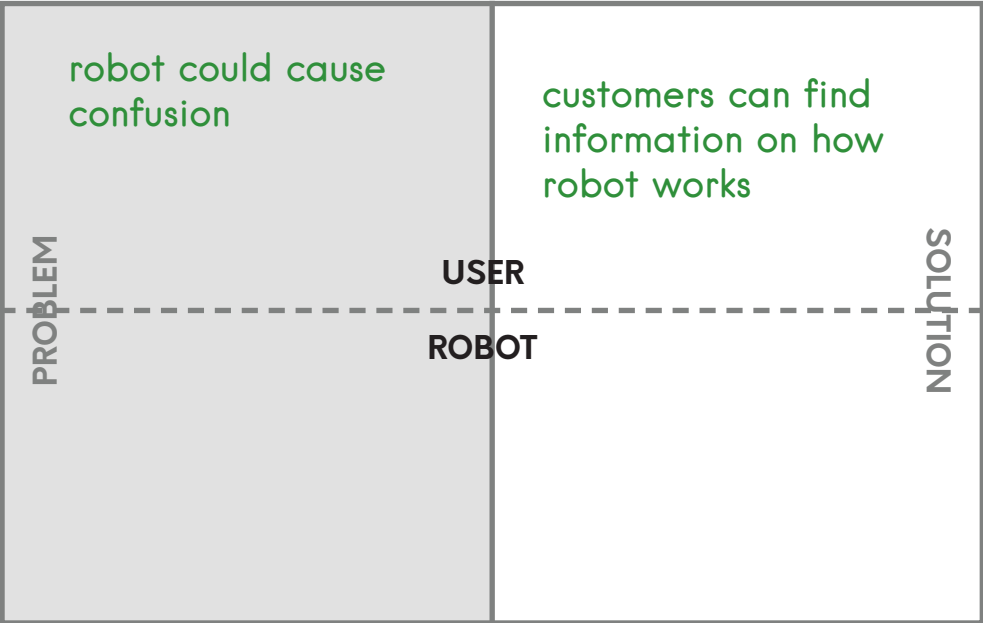 robot could cause
confusion
customers can find
information on how
robot works
PROBLEM
USER
SOLUTION
ROBOT